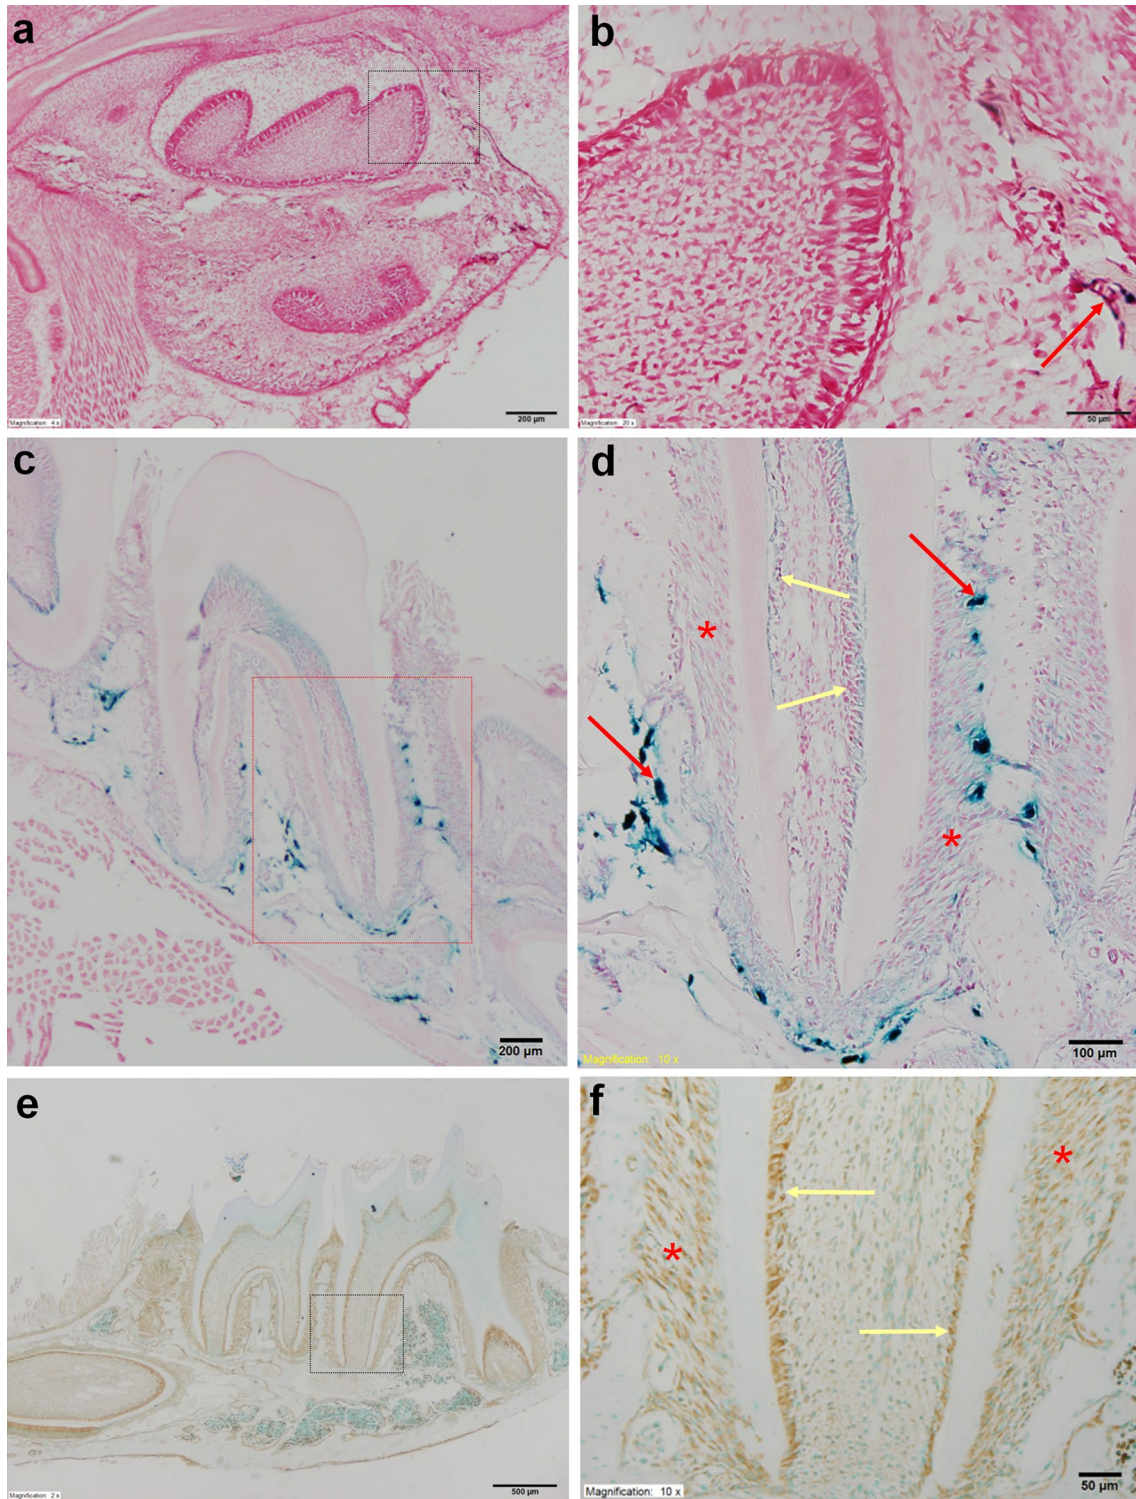 a
b
Magnification: 4 x
200 µm
Magnification: 20 x
50 µm
c
d
*
*
200 µm
Magnification: 10 x
100 µm
e
f
*
*
Magnification: 2 x
500 µm
Magnification: 10 x
50 µm